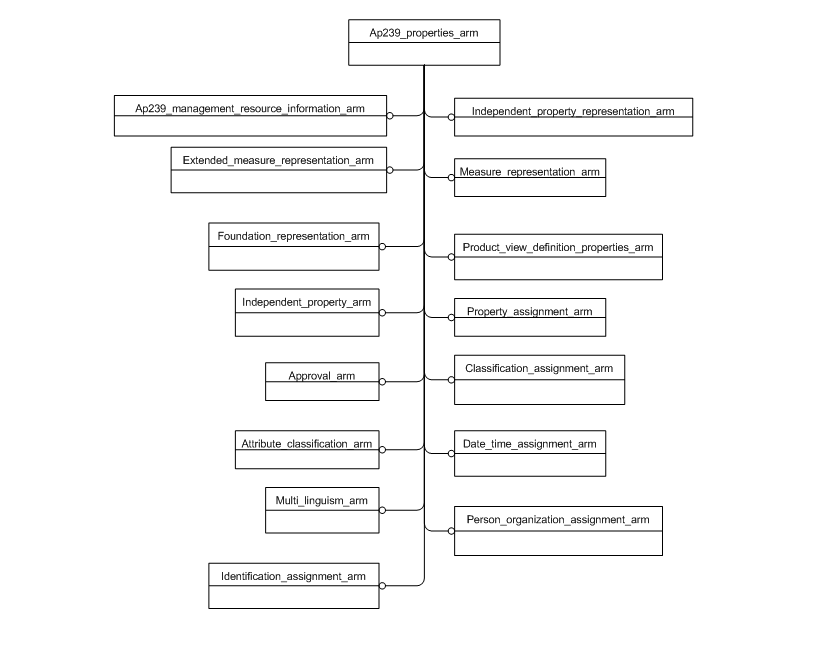 Ap239_properties_arm
Ap239_management_resource_information_arm
Independent_property_representation_arm
Extended_measure_representation_arm
Measure_representation_arm
Foundation_representation_arm
Product_view_definition_properties_arm
Independent_property_arm
Property_assignment_arm
Approval_arm
Classification_assignment_arm
Attribute_classification_arm
Date_time_assignment_arm
Multi_linguism_arm
Person_organization_assignment_arm
Identification_assignment_arm